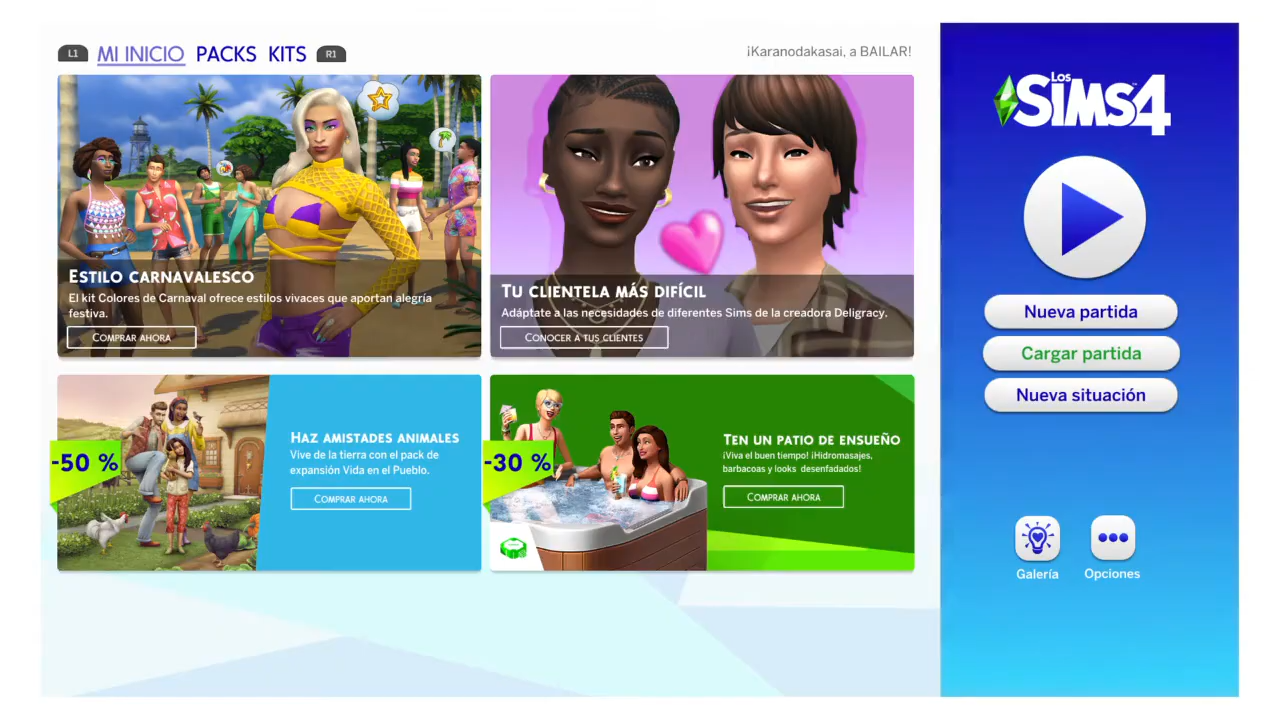 L1 MI INICIO PACKS KITS R1
¡Karanodakasai, a BAILAR!
ESTILO CARNAVALESCO
El kit Colores de Carnaval ofrece estilos vivaces que aportan alegría
festiva.
COMPRAR AHORA
TU CLIENTELA MÁS DIFÍCIL
Adáptate a las necesidades de diferentes Sims de la creadora Deligracy.
CONOCER A TUS CLIENTES
-50 %
HAZ AMISTADES ANIMALES
Vive de la tierra con el pack de
expansión Vida en el Pueblo.
COMPRAR AHORA
-30 %
TEN UN PATIO DE ENSUEÑO
¡Viva el buen tiempo! ¡Hidromasajes,
barbacoas y looks desenfadados!
COMPRAR AHORA
LOS
SIMS4
Nueva partida
Cargar partida
Nueva situación
Galería
Opciones